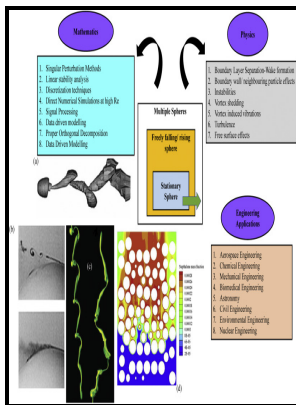 Mathematics
1. Singular Perturbation Methods
2. Linear stability analysis
3. Discretization techniques
4. Direct Numerical Simulations at high Re
5. Signal Processing
6. Data driven modelling
7. Proper Orthogonal Decomposition
8. Data Driven Modelling
Physics
1. Boundary Layer Separation-Wake formation
2. Boundary wall/ neighbouring particle effects
3. Instabilities
4. Vortex shedding
5. Vortex induced vibrations
6. Turbulence
7. Free surface effects
Multiple Spheres
Freely falling/ rising
sphere
Stationary
Sphere
(a)
Engineering
Applications
1. Aerospace Engineering
2. Chemical Engineering
3. Mechanical Engineering
4. Biomedical Engineering
5. Astronomy
6. Civil Engineering
7. Environmental Engineering
8. Nuclear Engineering
(b)
(c)
(d)